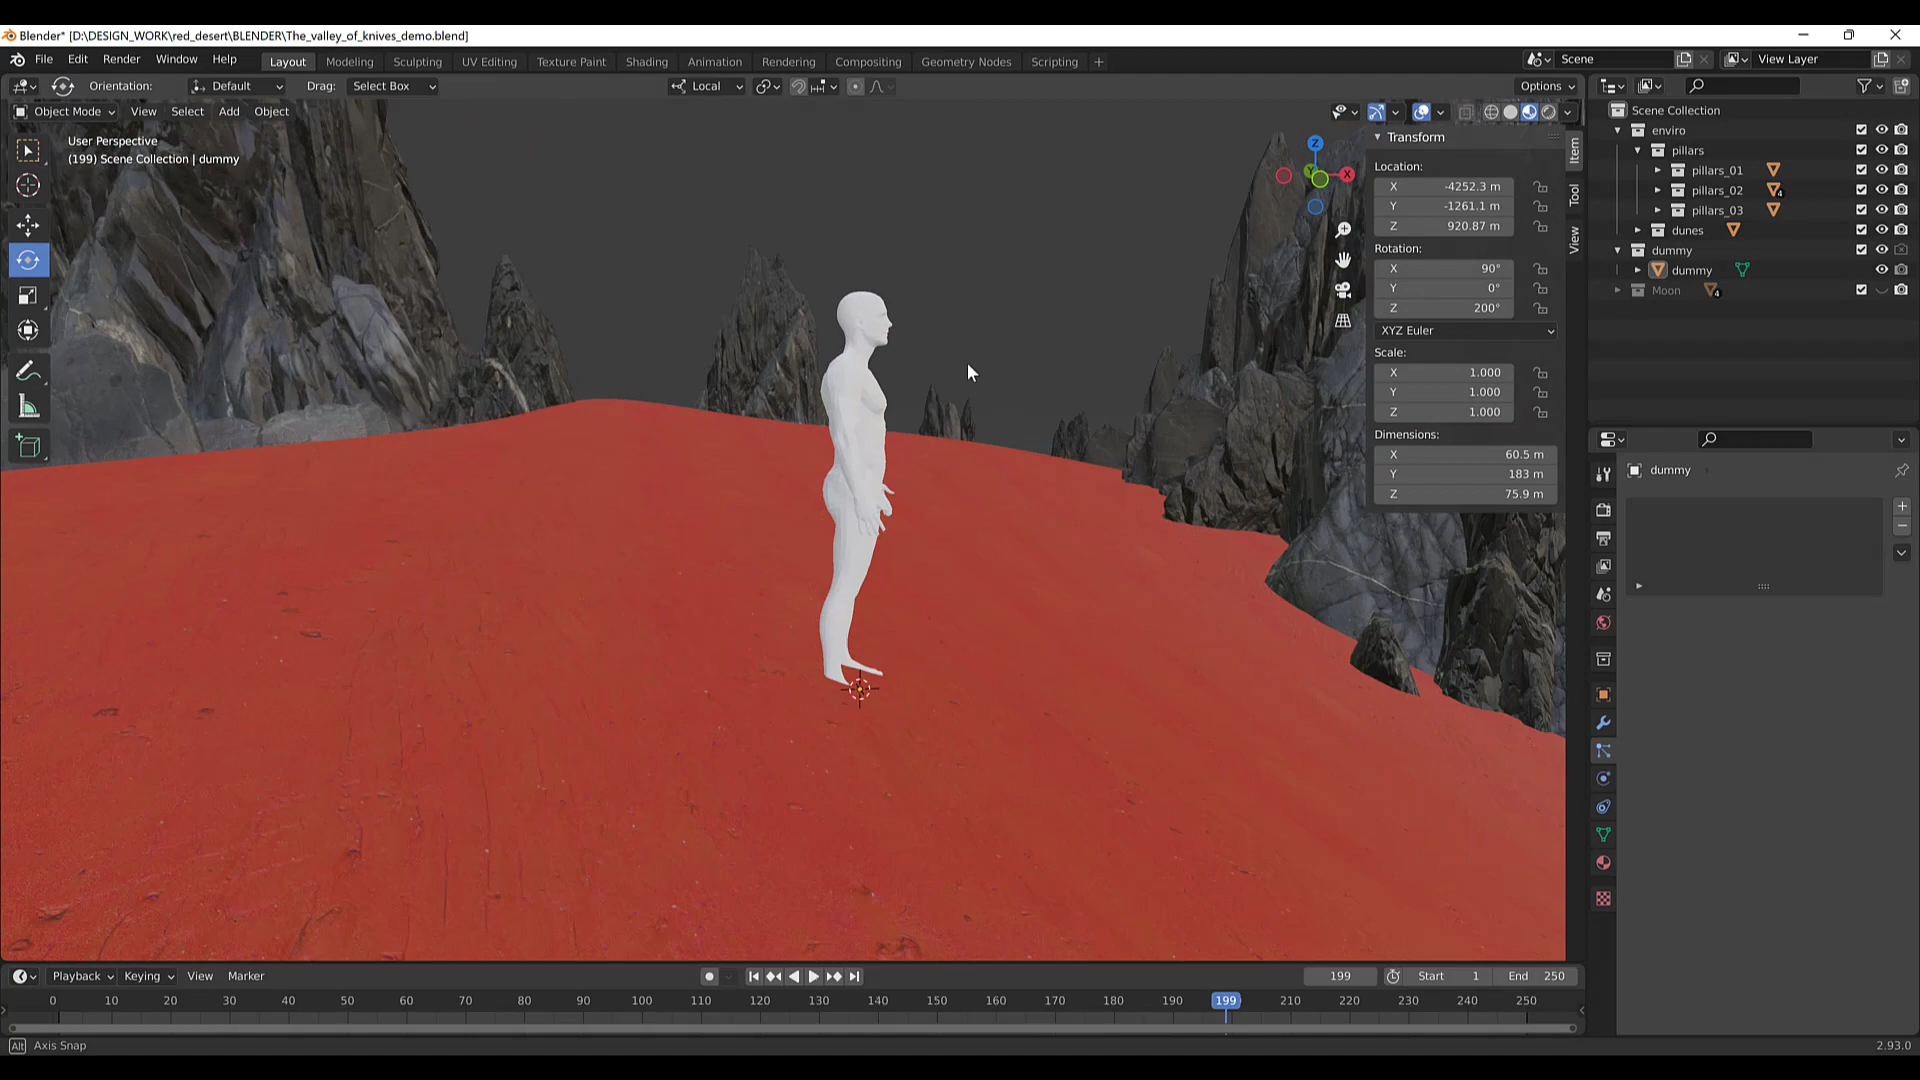 Blender* [D:\DESIGN_WORK\red_desert\BLENDER\The_valley_of_knives_demo.blend]
File Edit Render Window Help Layout Modeling Sculpting UV Editing Texture Paint Shading Animation Rendering Compositing Geometry Nodes Scripting + Scene View Layer
Orientation: Default Drag: Select Box Local Options
Object Mode View Select Add Object
User Perspective
(199) Scene Collection | dummy
Z
Y
X
Transform
Location:
X -4252.3 m
Y -1261.1 m
Z 920.87 m
Rotation:
X 90°
Y 0°
Z 200°
XYZ Euler
Scale:
X 1.000
Y 1.000
Z 1.000
Dimensions:
X 60.5 m
Y 183 m
Z 75.9 m
Item
Tool
View
Scene Collection
enviro
pillars
pillars_01
pillars_02 4
pillars_03
dunes
dummy
dummy
Moon 4
dummy
Playback Keying View Marker 199 Start 1 End 250
0 10 20 30 40 50 60 70 80 90 100 110 120 130 140 150 160 170 180 190 199 210 220 230 240 250
Alt Axis Snap
2.93.0